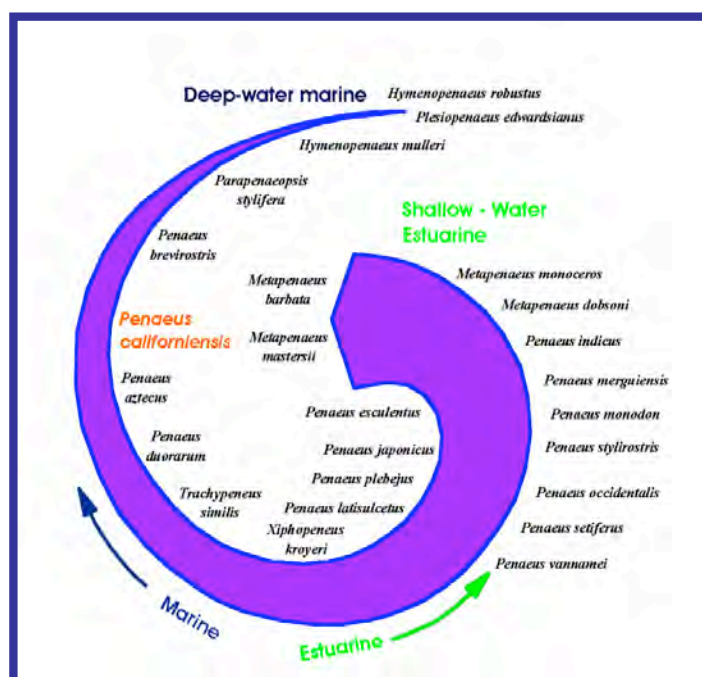 Deep-water marine
Hymenopenaeus robustus
Plesiopenaeus edwardsianus
Hymenopenaeus mulleri
Parapenaeopsis
stylifera
Penaeus
brevirostris
Shallow - Water
Estuarine
Metapenaeus
barbata
Metapenaeus monoceros
Metapenaeus dobsoni
Penaeus
californiensis
Metapenaeus
mastersii
Penaeus indicus
Penaeus
aztecus
Penaeus merguiensis
Penaeus esculentus
Penaeus monodon
Penaeus
duorarum
Penaeus japonicus
Penaeus stylirostris
Penaeus plebejus
Trachypeneus
similis
Penaeus latisulcetus
Penaeus occidentalis
Xiphopeneus
kroyeri
Penaeus setiferus
Penaeus vannamei
Marine
Estuarino